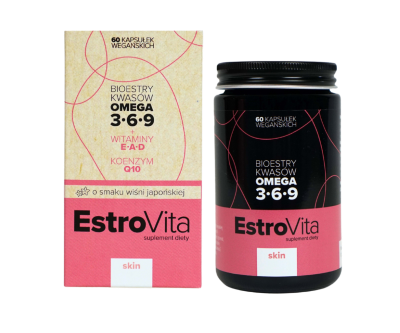 60 KAPSUŁEK
WEGAŃSKICH
BIOESTRY
KWASÓW
OMEGA
3·6·9
+
WITAMINY
E·A·D
+
KOENZYM
Q10
o smaku wiśni japońskiej
EstroVita
suplement diety
skin
60 KAPSUŁEK
WEGAŃSKICH
BIOESTRY
KWASÓW
OMEGA
3·6·9
EstroVita
suplement diety
skin